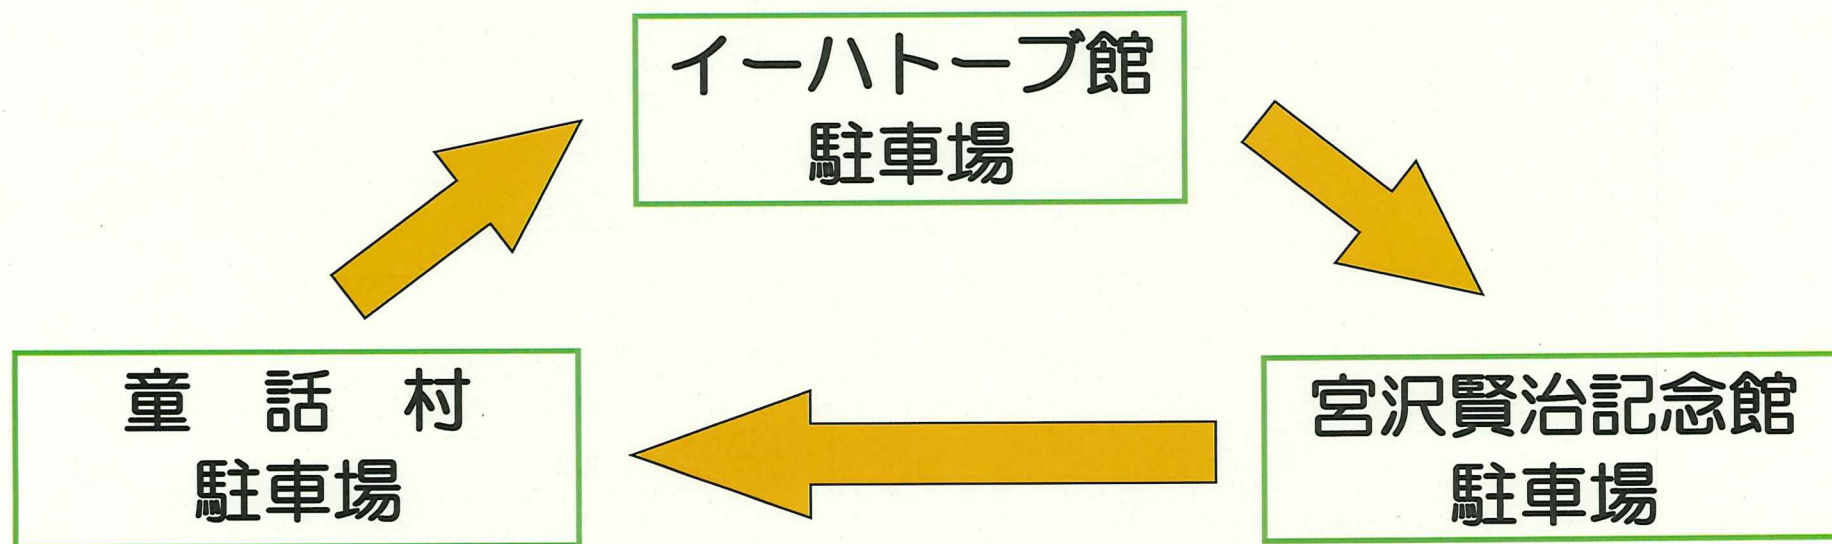 イーハトーブ館
駐車場
童　話　村
駐車場
宮沢賢治記念館
駐車場